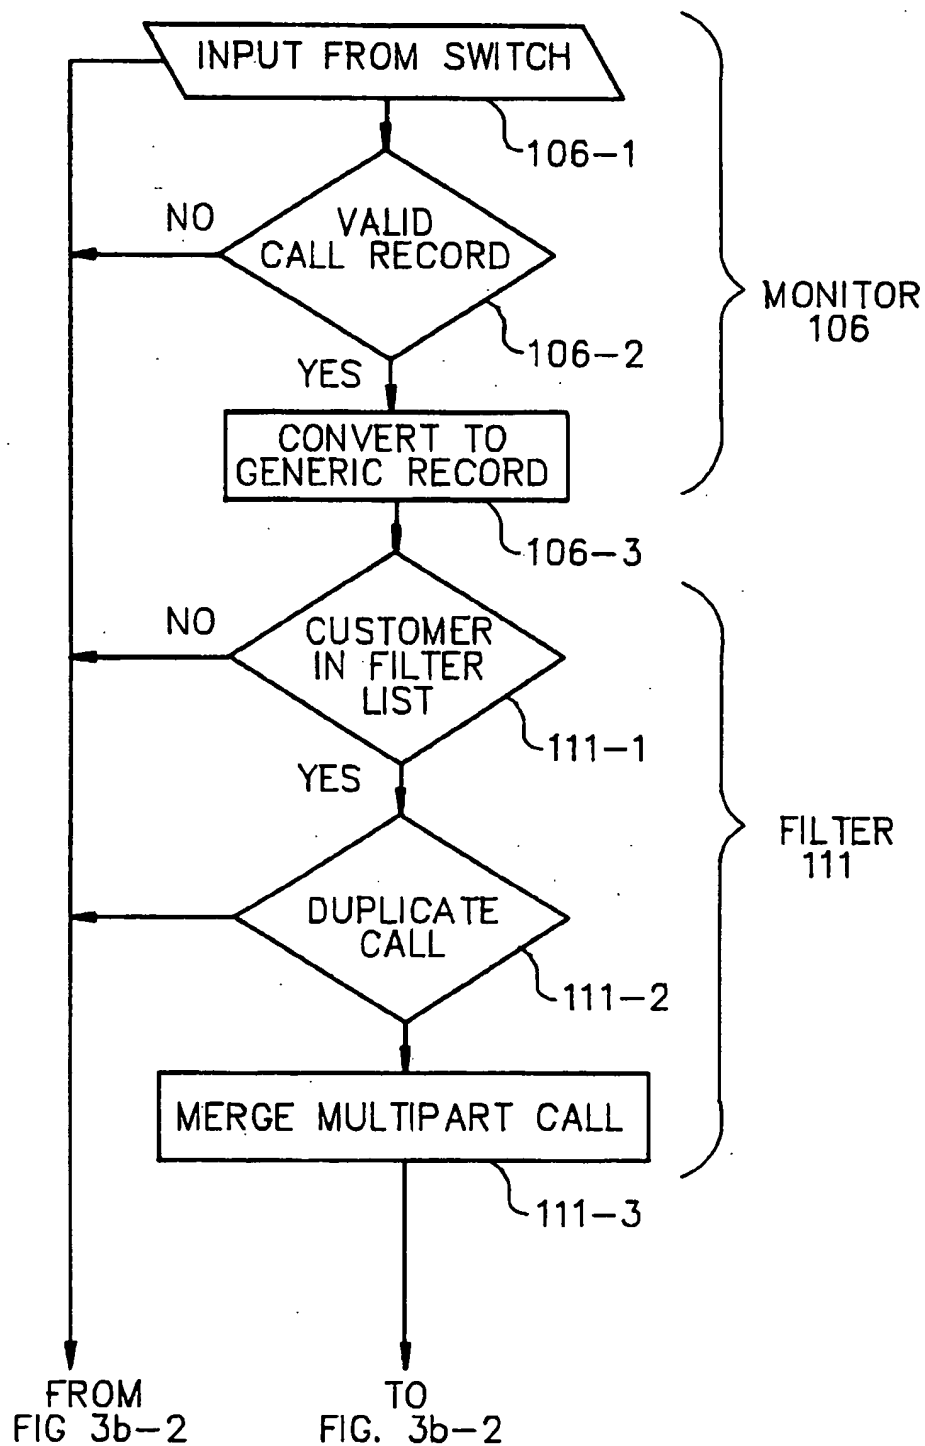 INPUT FROM SWITCH
106-1
VALID
CALL RECORD
NO
106-2
YES
MONITOR
106
CONVERT TO
GENERIC RECORD
106-3
NO
CUSTOMER
IN FILTER
LIST
111-1
YES
FILTER
111
DUPLICATE
CALL
111-2
MERGE MULTIPART CALL
111-3
FROM
FIG 3b-2
TO
FIG. 3b-2